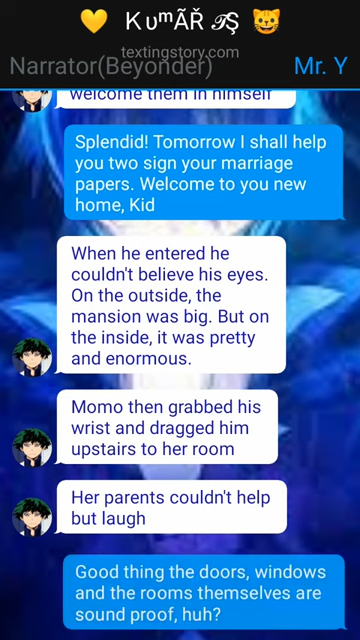 💛 KυᵐÃŘ 𝒯Ş 😺
textingstory.com
Narrator(Beyonder) Mr. Y
welcome them in himself
Splendid! Tomorrow I shall help
you two sign your marriage
papers. Welcome to you new
home, Kid
When he entered he
couldn't believe his eyes.
On the outside, the
mansion was big. But on
the inside, it was pretty
and enormous.
Momo then grabbed his
wrist and dragged him
upstairs to her room
Her parents couldn't help
but laugh
Good thing the doors, windows
and the rooms themselves are
sound proof, huh?